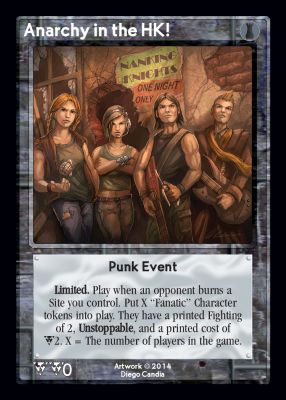 Anarchy in the HK!
NANKING
KNIGHTS
ONE NIGHT
ONLY
Punk Event
Limited. Play when an opponent burns a
Site you control. Put X “Fanatic” Character
tokens into play. They have a printed Fighting
of 2, Unstoppable, and a printed cost of
2. X = The number of players in the game.
0
Artwork © 2014
Diego Candia